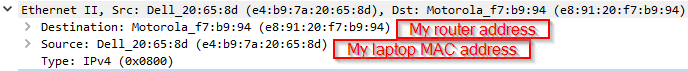 Ethernet II, Src: Dell_20:65:8d (e4:b9:7a:20:65:8d), Dst: Motorola_f7:b9:94 (e8:91:20:f7:b9:94)
Destination: Motorola_f7:b9:94 (e8:91:20:f7:b9:94) My router address
Source: Dell_20:65:8d (e4:b9:7a:20:65:8d) My laptop MAC address
Type: IPv4 (0x0800)